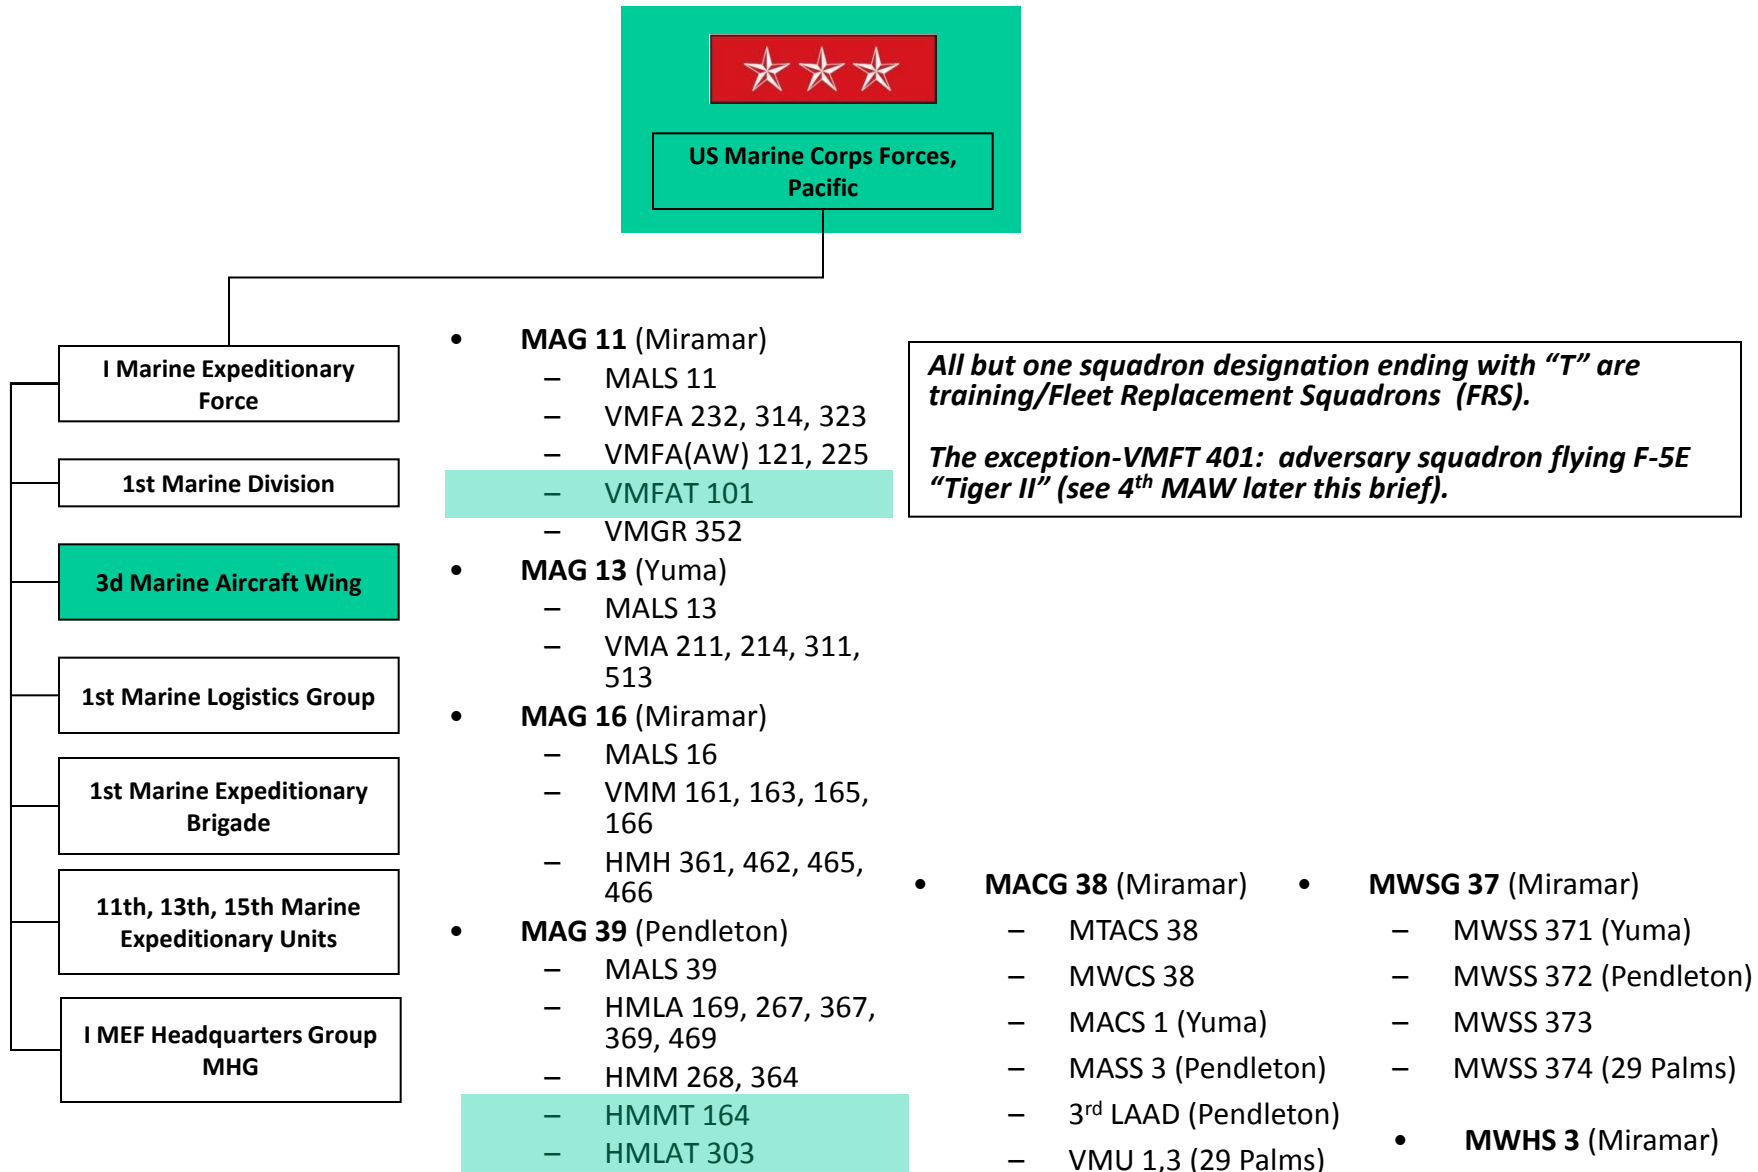 US Marine Corps Forces,
Pacific
I Marine Expeditionary
Force
1st Marine Division
3d Marine Aircraft Wing
1st Marine Logistics Group
1st Marine Expeditionary
Brigade
11th, 13th, 15th Marine
Expeditionary Units
I MEF Headquarters Group
MHG
• MAG 11 (Miramar)
– MALS 11
– VMFA 232, 314, 323
– VMFA(AW) 121, 225
– VMFAT 101
– VMGR 352
• MAG 13 (Yuma)
– MALS 13
– VMA 211, 214, 311,
513
• MAG 16 (Miramar)
– MALS 16
– VMM 161, 163, 165,
166
– HMH 361, 462, 465,
466
• MAG 39 (Pendleton)
– MALS 39
– HMLA 169, 267, 367,
369, 469
– HMM 268, 364
– HMMT 164
– HMLAT 303
All but one squadron designation ending with “T” are
training/Fleet Replacement Squadrons (FRS).
The exception-VMFT 401: adversary squadron flying F-5E
“Tiger II” (see 4th MAW later this brief).
• MACG 38 (Miramar)
– MTACS 38
– MWCS 38
– MACS 1 (Yuma)
– MASS 3 (Pendleton)
– 3rd LAAD (Pendleton)
– VMU 1,3 (29 Palms)
• MWSG 37 (Miramar)
– MWSS 371 (Yuma)
– MWSS 372 (Pendleton)
– MWSS 373
– MWSS 374 (29 Palms)
• MWHS 3 (Miramar)